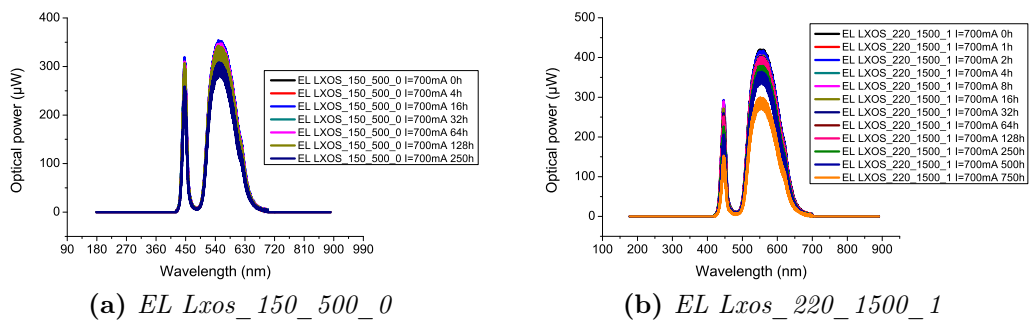 400
300
200
100
0
Optical power (µW)
90 180 270 360 450 540 630 720 810 900 990
Wavelength (nm)
EL LXOS_150_500_0 I=700mA 0h
EL LXOS_150_500_0 I=700mA 4h
EL LXOS_150_500_0 I=700mA 16h
EL LXOS_150_500_0 I=700mA 32h
EL LXOS_150_500_0 I=700mA 64h
EL LXOS_150_500_0 I=700mA 128h
EL LXOS_150_500_0 I=700mA 250h
(a) EL Lxos_150_500_0
500
400
300
200
100
0
Optical power (µW)
100 200 300 400 500 600 700 800 900
Wavelength (nm)
EL LXOS_220_1500_1 I=700mA 0h
EL LXOS_220_1500_1 I=700mA 1h
EL LXOS_220_1500_1 I=700mA 2h
EL LXOS_220_1500_1 I=700mA 4h
EL LXOS_220_1500_1 I=700mA 8h
EL LXOS_220_1500_1 I=700mA 16h
EL LXOS_220_1500_1 I=700mA 32h
EL LXOS_220_1500_1 I=700mA 64h
EL LXOS_220_1500_1 I=700mA 128h
EL LXOS_220_1500_1 I=700mA 250h
EL LXOS_220_1500_1 I=700mA 500h
EL LXOS_220_1500_1 I=700mA 750h
(b) EL Lxos_220_1500_1